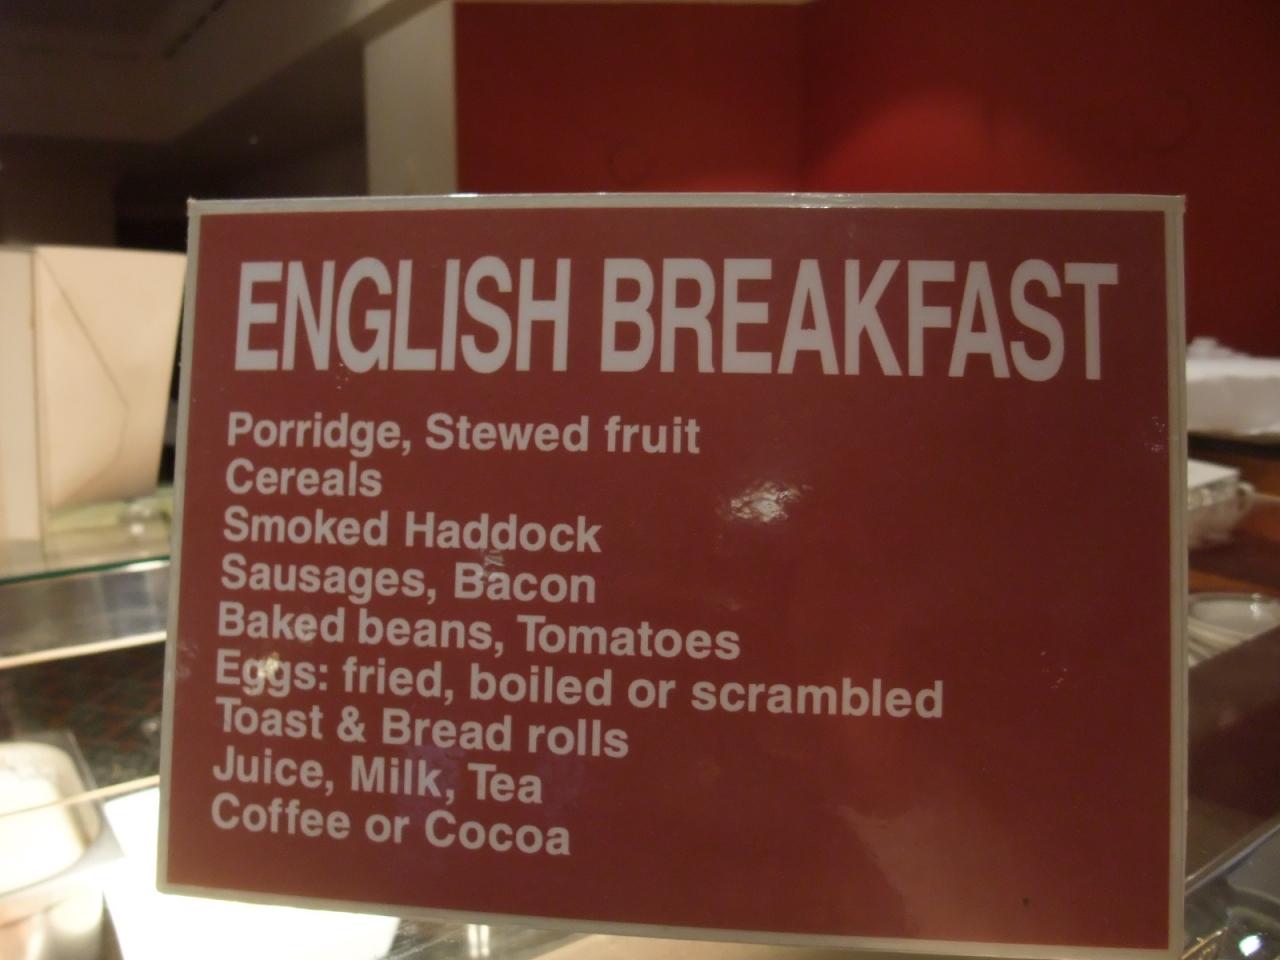 ENGLISH BREAKFAST
Porridge, Stewed fruit
Cereals
Smoked Haddock
Sausages, Bacon
Baked beans, Tomatoes
Eggs: fried, boiled or scrambled
Toast & Bread rolls
Juice, Milk, Tea
Coffee or Cocoa